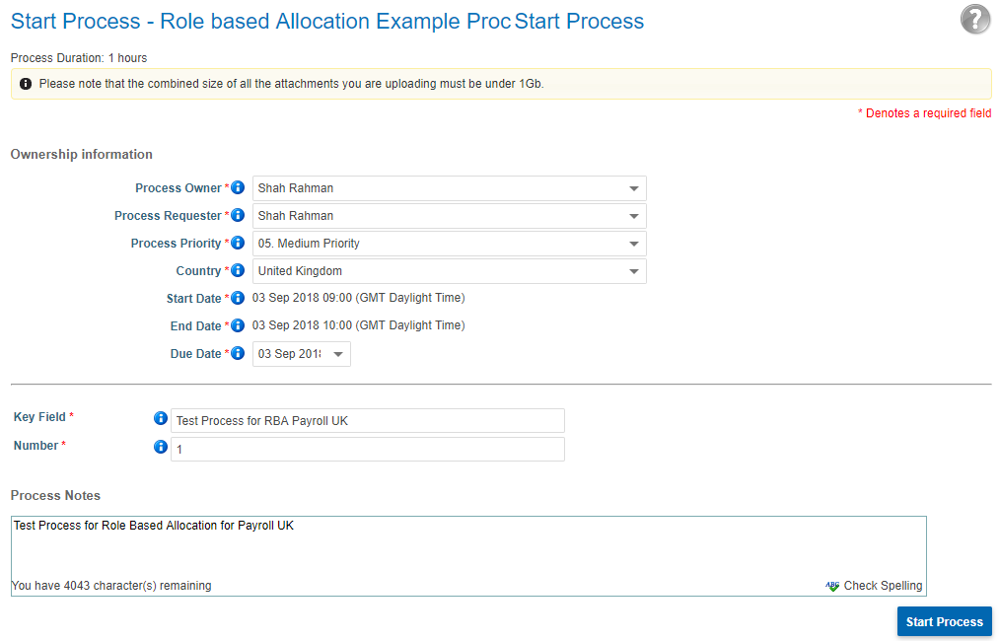 Start Process - Role based Allocation Example Proc Start Process
Process Duration: 1 hours
Please note that the combined size of all the attachments you are uploading must be under 1Gb.
* Denotes a required field
Ownership information
Process Owner * Shah Rahman
Process Requester * Shah Rahman
Process Priority * 05. Medium Priority
Country * United Kingdom
Start Date * 03 Sep 2018 09:00 (GMT Daylight Time)
End Date * 03 Sep 2018 10:00 (GMT Daylight Time)
Due Date * 03 Sep 2018
Key Field * Test Process for RBA Payroll UK
Number * 1
Process Notes
Test Process for Role Based Allocation for Payroll UK
You have 4043 character(s) remaining
ABC Check Spelling
Start Process